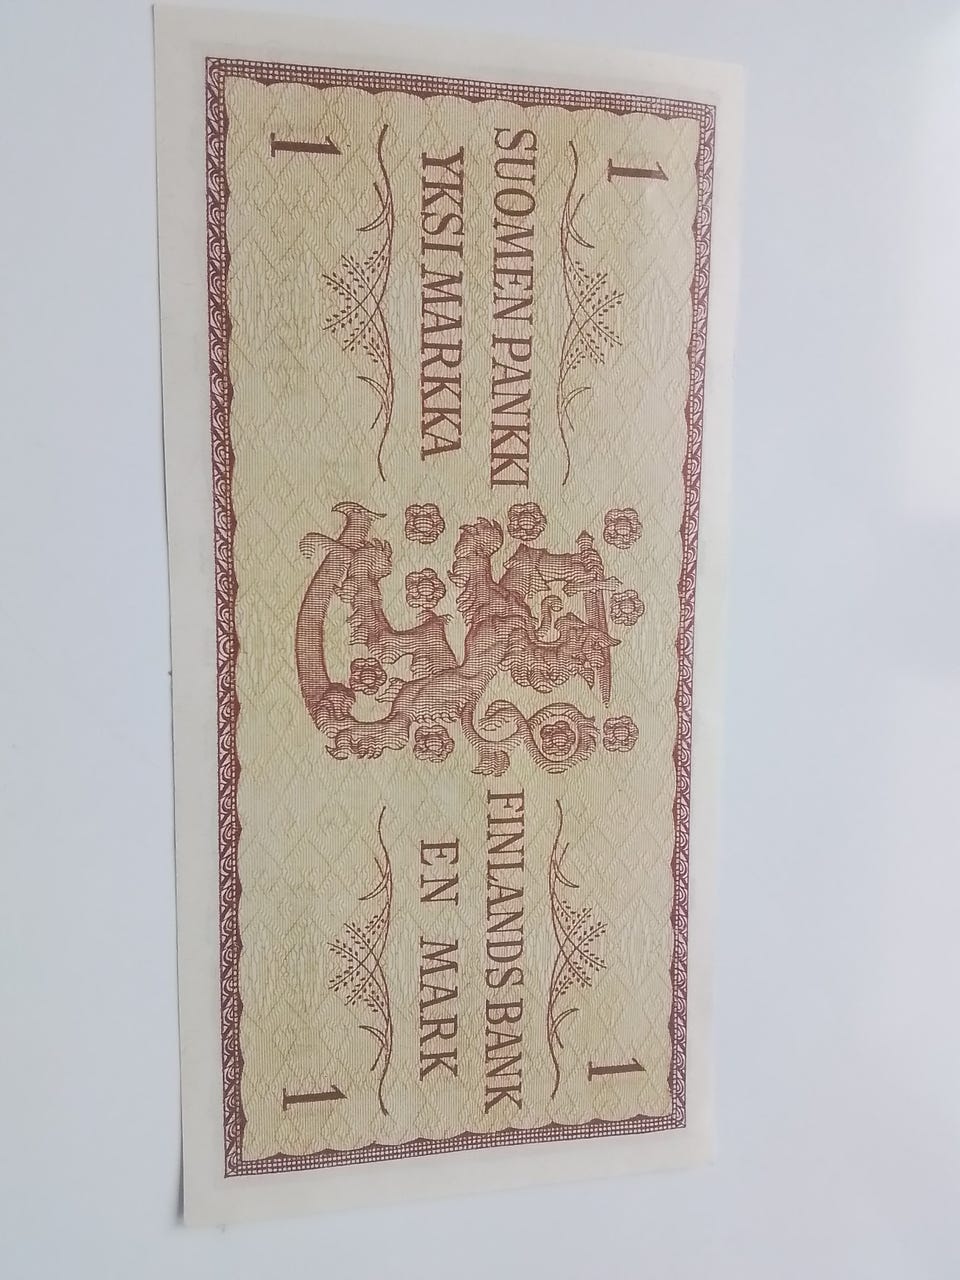 1
1
SUOMEN PANKKI
YKSI MARKKA
FINLANDS BANK
EN MARK
1
1